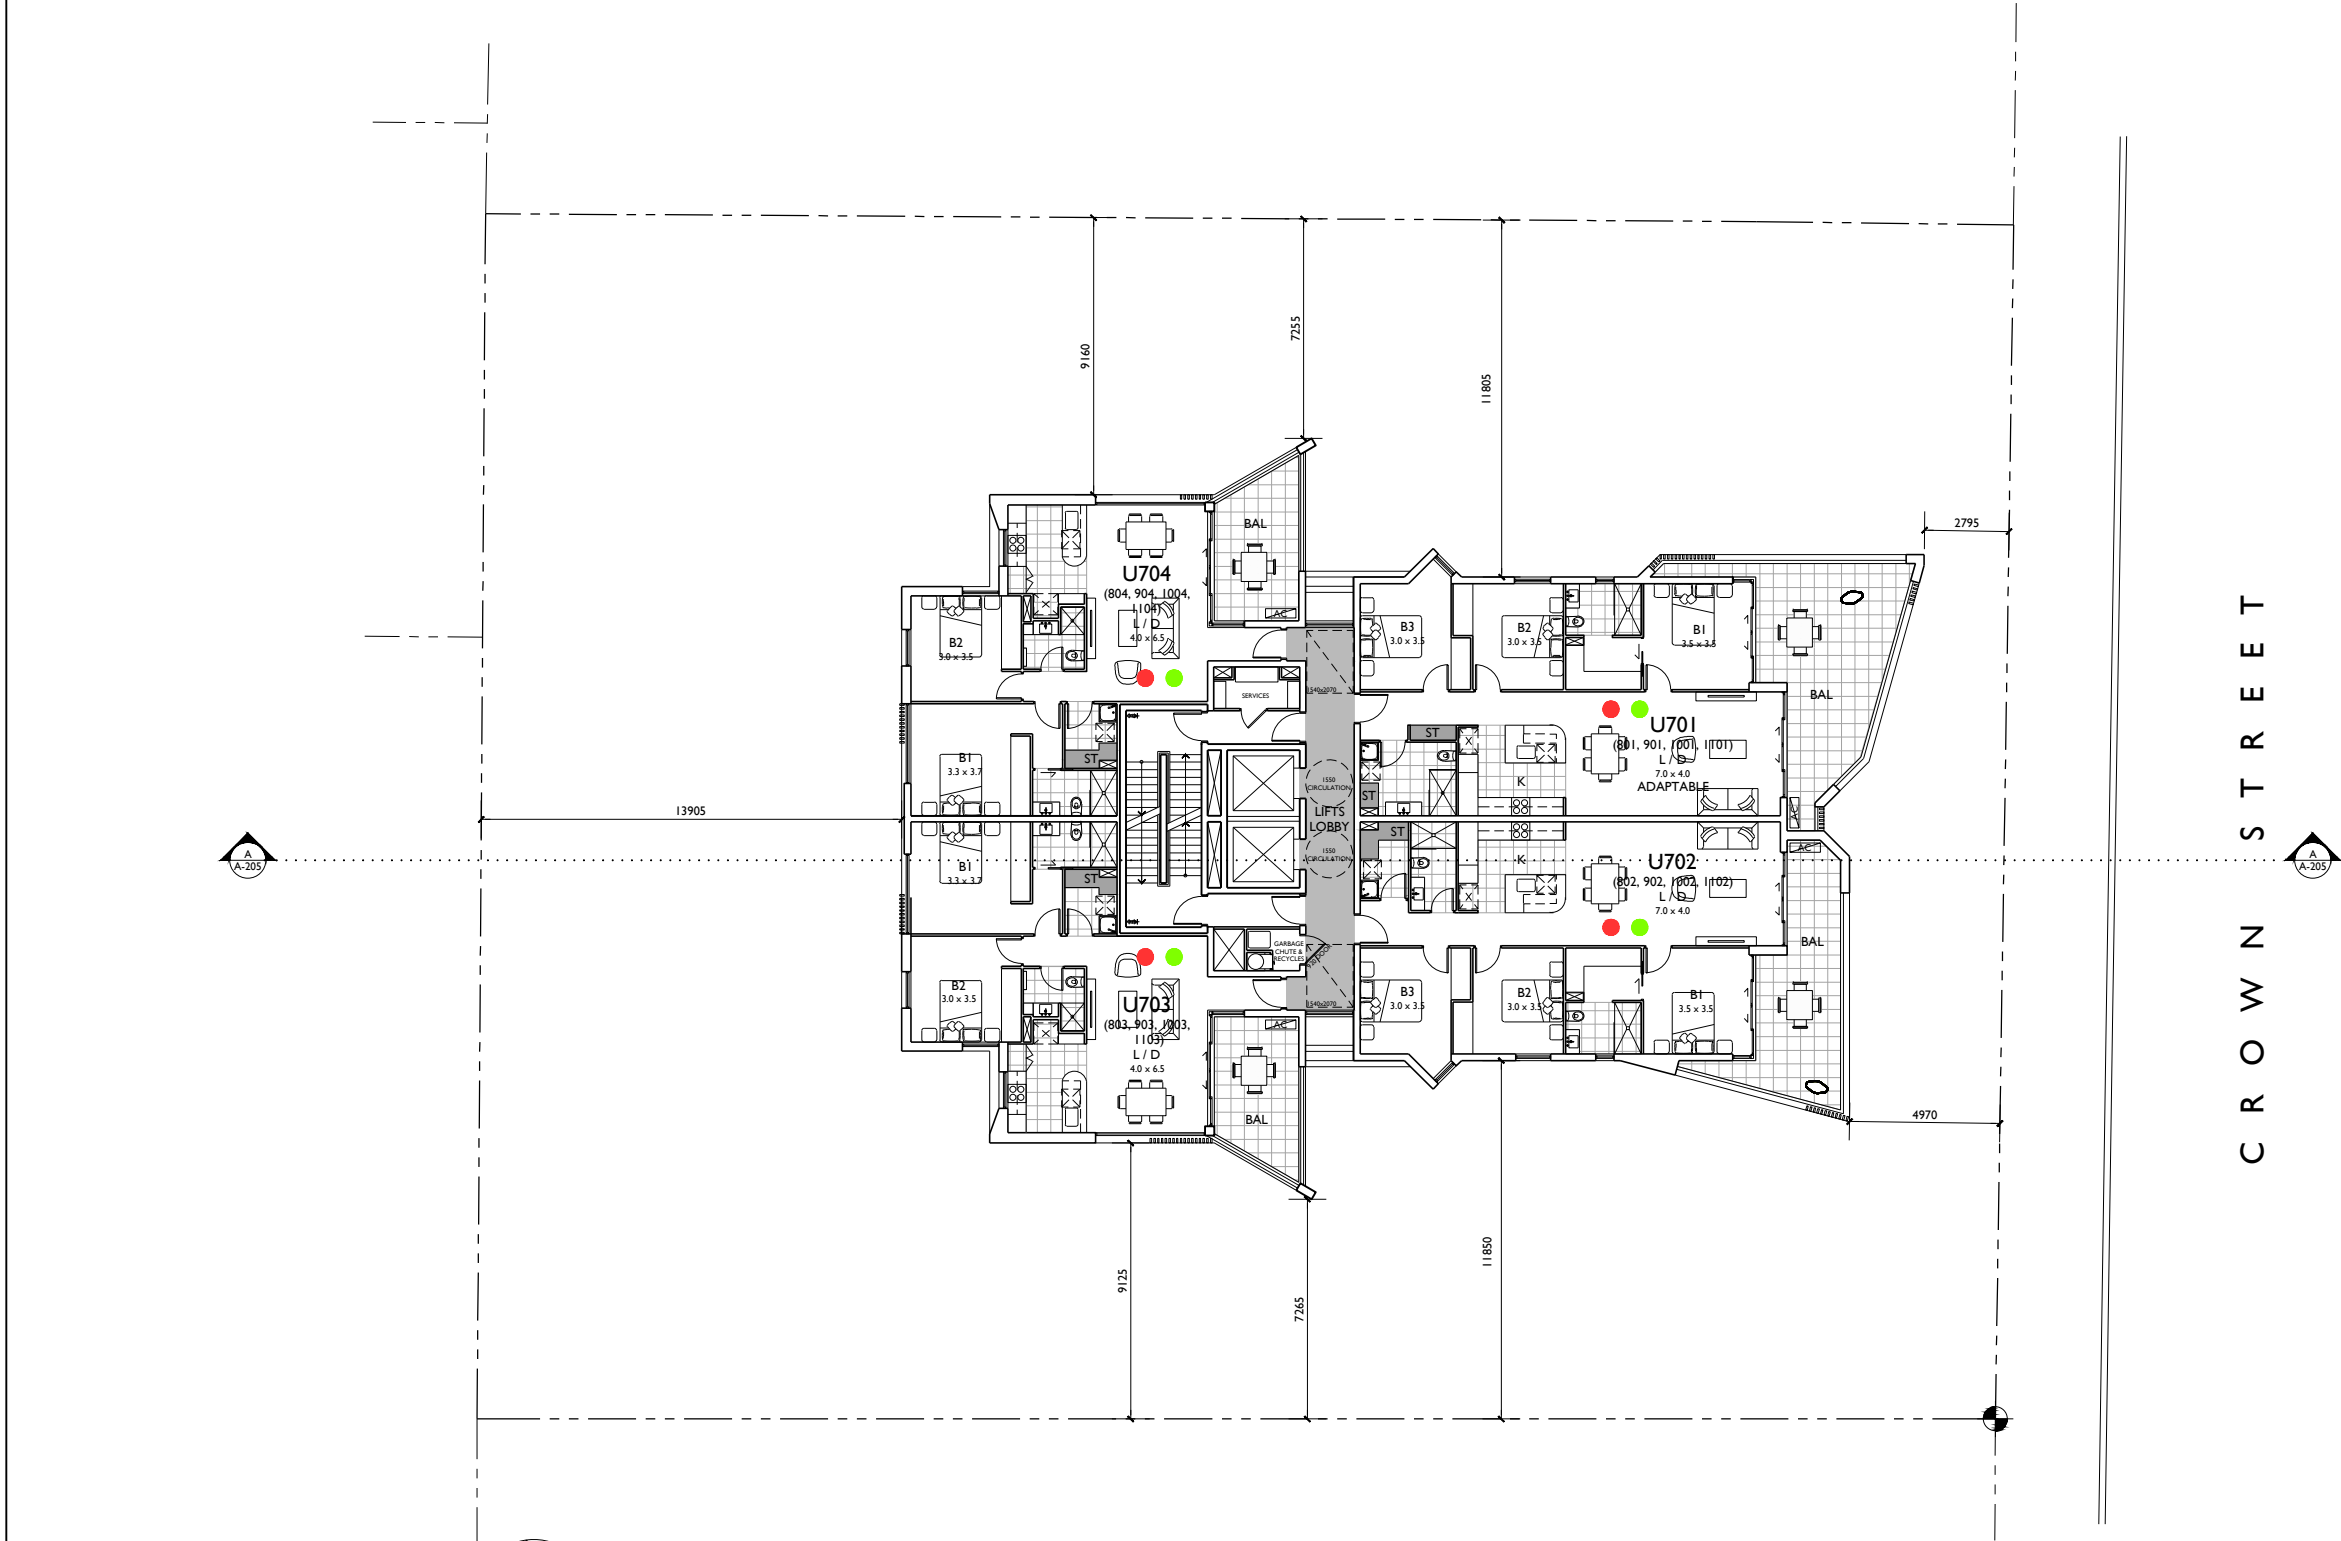 9160
7255
11805
2795
BAL
U704
(804, 904, 1004,
1104)
L / D
4.0 x 6.5
AC
B2
3.0 x 3.5
B3
3.0 x 3.5
B2
3.0 x 3.5
B1
3.5 x 3.5
BAL
SERVICES
1540x2070
U701
(801, 901, 1001, 1101)
L / D
7.0 x 4.0
ADAPTABLE
ST
X
K
ST
AC
B1
3.3 x 3.7
ST
1550
CIRCULATION
LIFTS
LOBBY
1550
CIRCULATION
13905
A
A-205
A
A-205
B1
3.3 x 3.7
ST
ST
K
X
U702
(802, 902, 1002, 1102)
L / D
7.0 x 4.0
AC
BAL
GARBAGE
CHUTE &
RECYCLES
1540x2070
B2
3.0 x 3.5
U703
(803, 903, 1003,
1103)
L / D
4.0 x 6.5
AC
BAL
B3
3.0 x 3.5
B2
3.0 x 3.5
B1
3.5 x 3.5
X
X
4970
9125
7265
11850
CROWN STREET